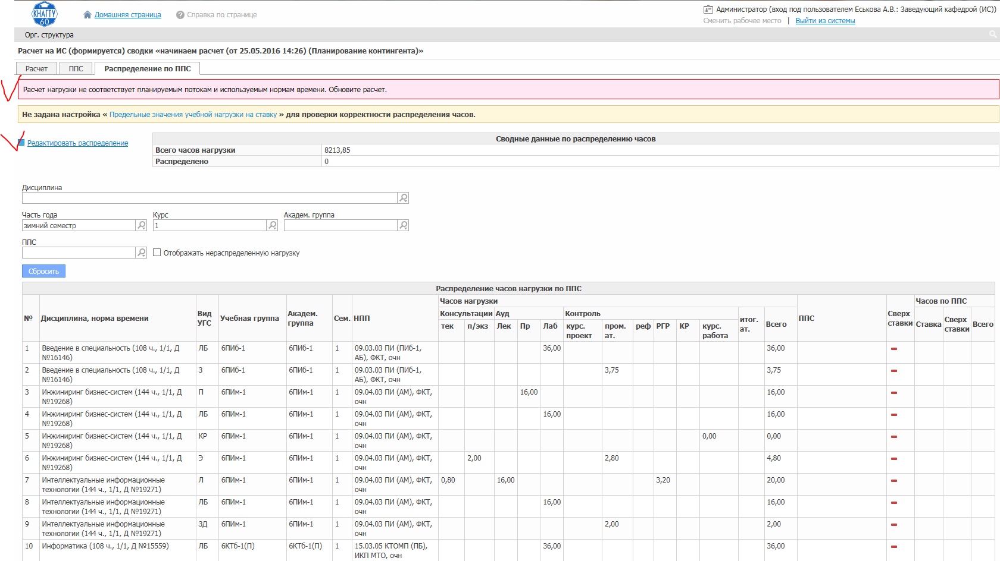 КНАГТУ
60
Домашняя страница
Справка по странице
Администратор (вход под пользователем Еськова А.В.: Заведующий кафедрой (ИС))
Сменить рабочее место | Выйти из системы
Орг. структура
Расчет на ИС (формируется) сводки «начинаем расчет (от 25.05.2016 14:26) (Планирование контингента)»
Расчет ППС Распределение по ППС
Расчет нагрузки не соответствует планируемым потокам и используемым нормам времени. Обновите расчет.
Не задана настройка « Предельные значения учебной нагрузки на ставку » для проверки корректности распределения часов.
Редактировать распределение
Сводные данные по распределению часов
Всего часов нагрузки 8213,85
Распределено 0
Дисциплина
Часть года Курс Академ. группа
зимний семестр 1
ППС
Отображать нераспределенную нагрузку
Сбросить
Распределение часов нагрузки по ППС
№ Дисциплина, норма времени Вид УГС Учебная группа Академ. группа Сем. НПП Часов нагрузки ППС Сверх ставки Часов по ППС
Консультации Ауд Контроль итог. ат. Всего Ставка Сверх ставки Всего
тек п/экз Лек Пр Лаб курс. проект пром. ат. реф РГР КР курс. работа
1 Введение в специальность (108 ч., 1/1, Д ЛБ 6ПИб-1 6ПИб-1 1 09.03.03 ПИ (ПИб-1, 36,00 36,00
№16146) АБ), ФКТ, очн
2 Введение в специальность (108 ч., 1/1, Д З 6ПИб-1 6ПИб-1 1 09.03.03 ПИ (ПИб-1, 3,75 3,75
№16146) АБ), ФКТ, очн
3 Инжиниринг бизнес-систем (144 ч., 1/1, Д П 6ПИм-1 6ПИм-1 1 09.04.03 ПИ (АМ), ФКТ, 16,00 16,00
№19268) очн
4 Инжиниринг бизнес-систем (144 ч., 1/1, Д ЛБ 6ПИм-1 6ПИм-1 1 09.04.03 ПИ (АМ), ФКТ, 16,00 16,00
№19268) очн
5 Инжиниринг бизнес-систем (144 ч., 1/1, Д КР 6ПИм-1 6ПИм-1 1 09.04.03 ПИ (АМ), ФКТ, 0,00 0,00
№19268) очн
6 Инжиниринг бизнес-систем (144 ч., 1/1, Д Э 6ПИм-1 6ПИм-1 1 09.04.03 ПИ (АМ), ФКТ, 2,00 2,80 4,80
№19268) очн
7 Интеллектуальные информационные Л 6ПИм-1 6ПИм-1 1 09.04.03 ПИ (АМ), ФКТ, 0,80 16,00 3,20 20,00
технологии (144 ч., 1/1, Д №19271) очн
8 Интеллектуальные информационные ЛБ 6ПИм-1 6ПИм-1 1 09.04.03 ПИ (АМ), ФКТ, 16,00 16,00
технологии (144 ч., 1/1, Д №19271) очн
9 Интеллектуальные информационные ЗД 6ПИм-1 6ПИм-1 1 09.04.03 ПИ (АМ), ФКТ, 2,00 2,00
технологии (144 ч., 1/1, Д №19271) очн
10 Информатика (108 ч., 1/1, Д №15559) ЛБ 6КТб-1(П) 6КТб-1(П) 1 15.03.05 КТОМП (ПБ), 36,00 36,00
ИКП МТО, очн